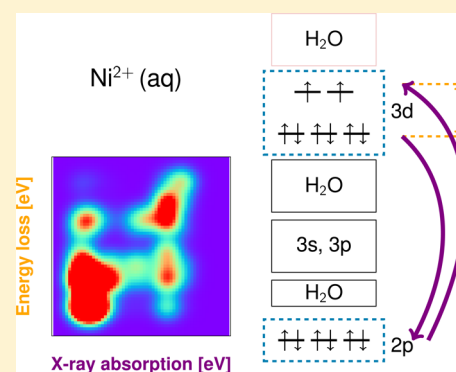 H₂O
Ni²⁺ (aq)
3d
H₂O
3s, 3p
H₂O
2p
Energy loss [eV]
X-ray absorption [eV]